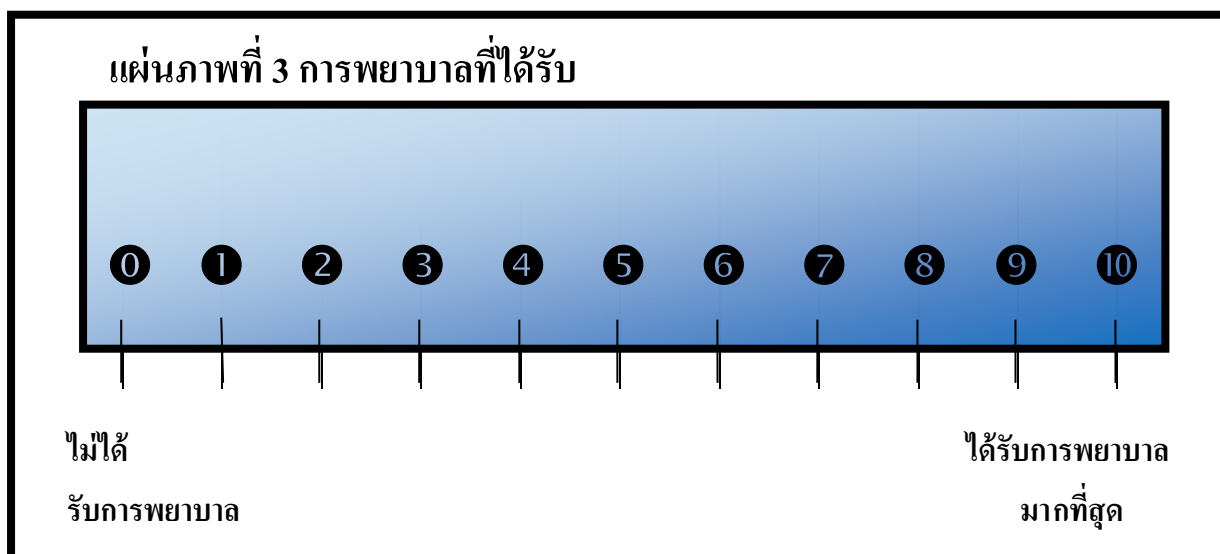 แผ่นภาพที่ 3 การพยาบาลที่ได้รับ
0 1 2 3 4 5 6 7 8 9 10
ไม่ได้ ได้รับการพยาบาล
รับการพยาบาล มากที่สุด